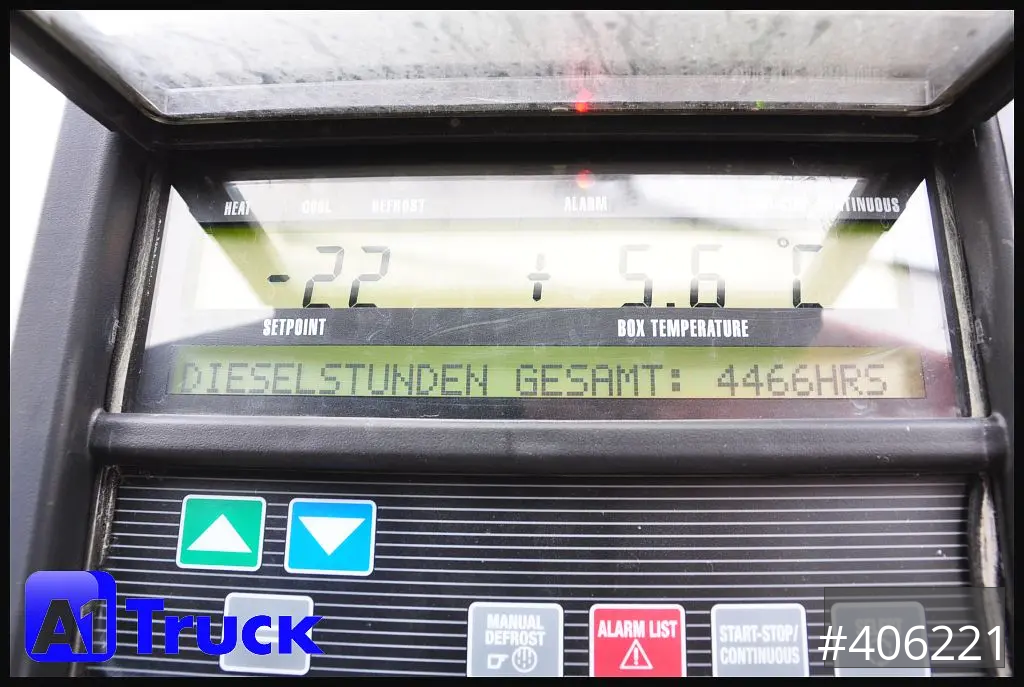 HEAT COOL DEFROST ALARM CONTINUOUS
-22 + 5.6 °C
SETPOINT BOX TEMPERATURE
DIESELSTUNDEN GESAMT: 4466HRS
MANUAL
DEFROST
ALARM LIST
START-STOP/
CONTINUOUS
A1 Truck
#406221